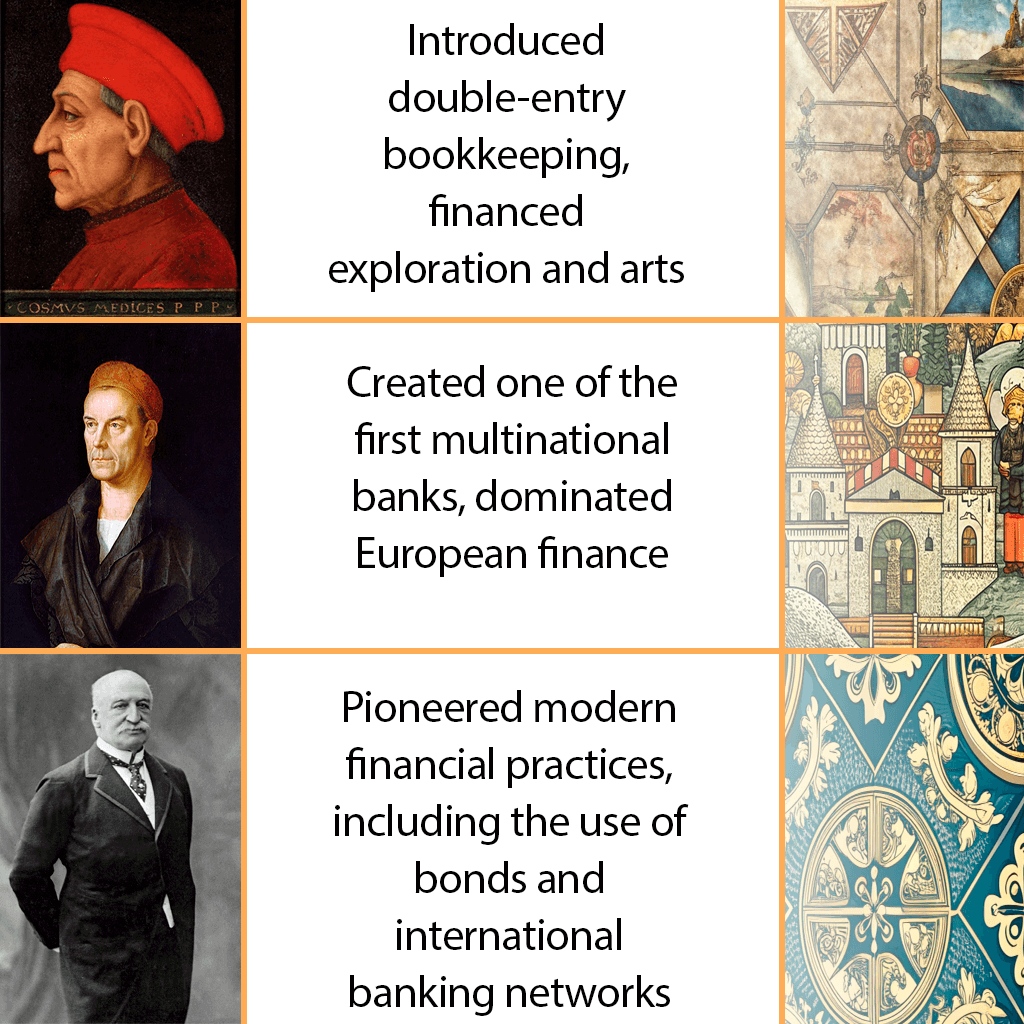 Introduced
double-entry
bookkeeping,
financed
exploration and arts
COSMVS MEDICES P P P
Created one of the
first multinational
banks, dominated
European finance
Pioneered modern
financial practices,
including the use of
bonds and
international
banking networks